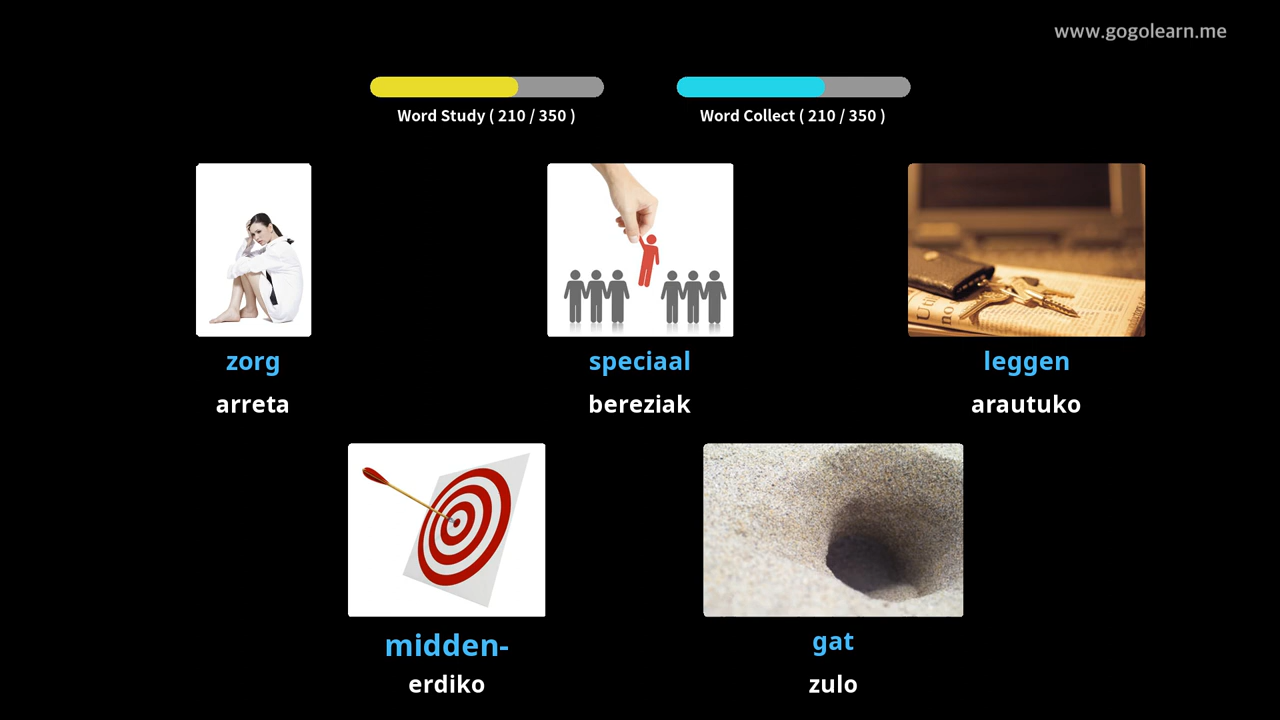 www.gogolearn.me
Word Study ( 210 / 350 )
Word Collect ( 210 / 350 )
zorg
arreta
speciaal
bereziak
leggen
arautuko
midden-
erdiko
gat
zulo